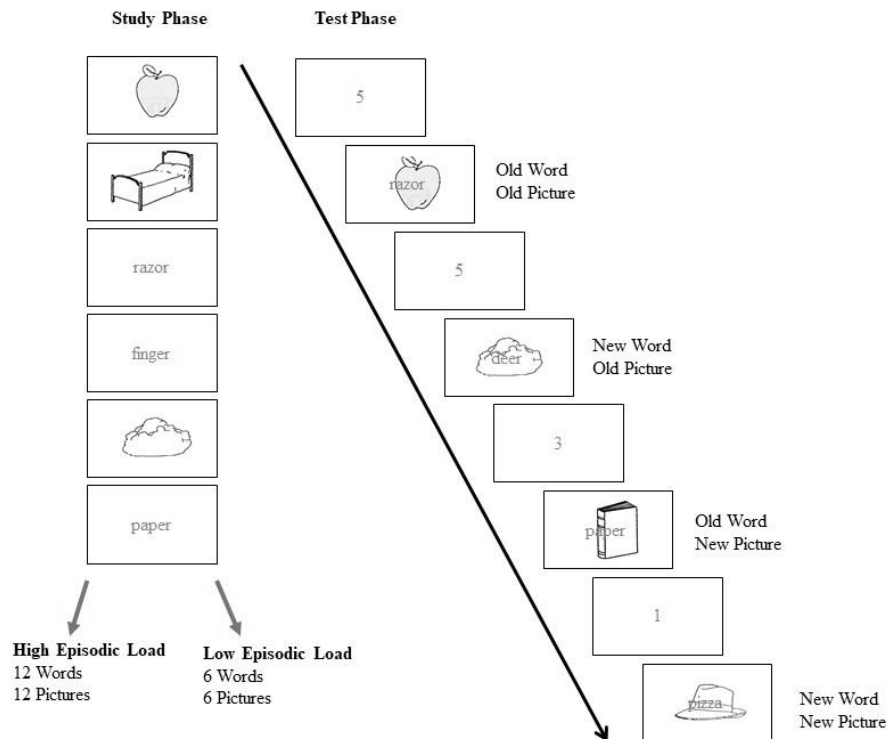 Study Phase
Test Phase
razor
finger
paper
High Episodic Load
12 Words
12 Pictures
Low Episodic Load
6 Words
6 Pictures
5
razor
Old Word
Old Picture
5
deer
New Word
Old Picture
3
paper
Old Word
New Picture
1
pizza
New Word
New Picture